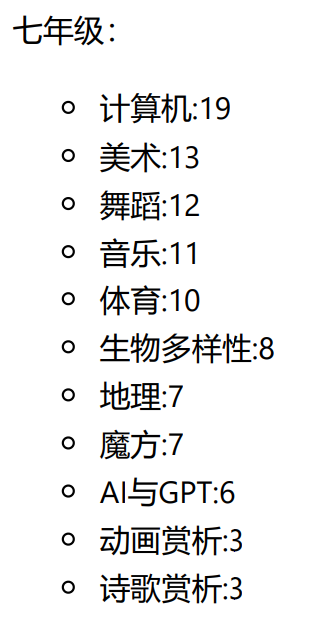 七年级：
计算机:19
美术:13
舞蹈:12
音乐:11
体育:10
生物多样性:8
地理:7
魔方:7
AI与GPT:6
动画赏析:3
诗歌赏析:3